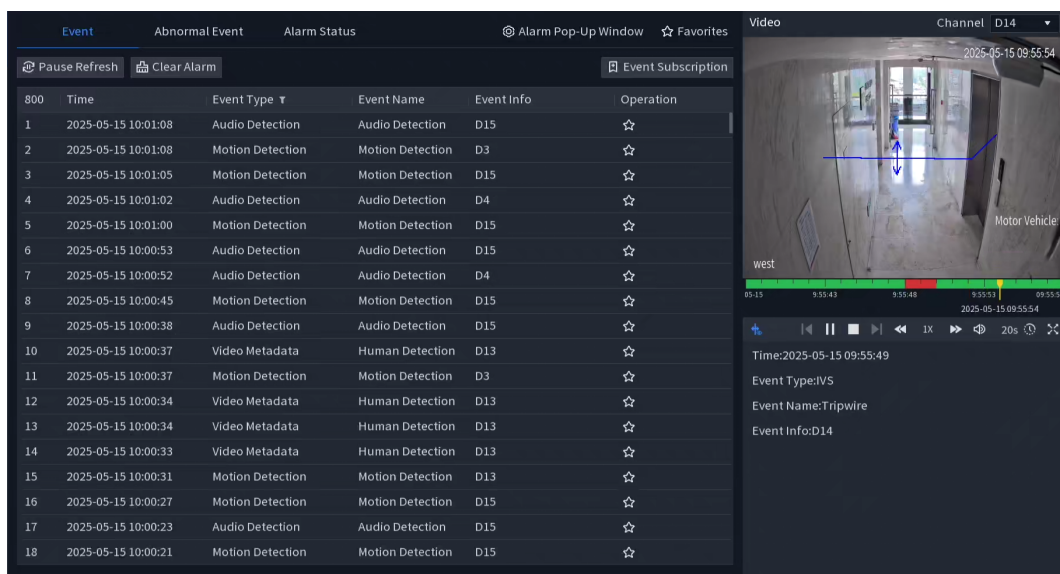 Event Abnormal Event Alarm Status Alarm Pop-Up Window Favorites
Pause Refresh Clear Alarm Event Subscription
800 Time Event Type Event Name Event Info Operation
1 2025-05-15 10:01:08 Audio Detection Audio Detection D15
2 2025-05-15 10:01:08 Motion Detection Motion Detection D3
3 2025-05-15 10:01:05 Motion Detection Motion Detection D15
4 2025-05-15 10:01:02 Audio Detection Audio Detection D4
5 2025-05-15 10:01:00 Motion Detection Motion Detection D15
6 2025-05-15 10:00:53 Audio Detection Audio Detection D15
7 2025-05-15 10:00:52 Audio Detection Audio Detection D4
8 2025-05-15 10:00:45 Motion Detection Motion Detection D15
9 2025-05-15 10:00:38 Audio Detection Audio Detection D15
10 2025-05-15 10:00:37 Video Metadata Human Detection D13
11 2025-05-15 10:00:37 Motion Detection Motion Detection D3
12 2025-05-15 10:00:34 Video Metadata Human Detection D13
13 2025-05-15 10:00:34 Video Metadata Human Detection D13
14 2025-05-15 10:00:33 Video Metadata Human Detection D13
15 2025-05-15 10:00:31 Motion Detection Motion Detection D13
16 2025-05-15 10:00:27 Motion Detection Motion Detection D15
17 2025-05-15 10:00:23 Audio Detection Audio Detection D15
18 2025-05-15 10:00:21 Motion Detection Motion Detection D15
Video Channel D14
2025-05-15 09:55:54
Motor Vehicle
west
05-15 9:55:43 9:55:48 9:55:53 09:55:5
2025-05-15 09:55:54
1X 20s
Time:2025-05-15 09:55:49
Event Type:IVS
Event Name:Tripwire
Event Info:D14